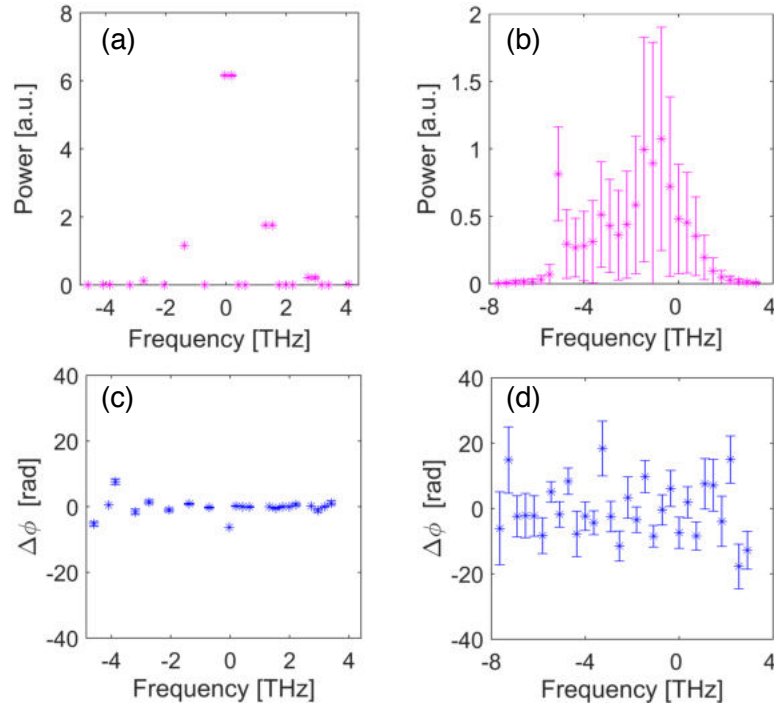 (a)
Power [a.u.]
8
6
4
2
0
-4 -2 0 2 4
Frequency [THz]
(b)
Power [a.u.]
2
1.5
1
0.5
0
-8 -4 0 4
Frequency [THz]
(c)
Δϕ [rad]
40
20
0
-20
-40
-4 -2 0 2 4
Frequency [THz]
(d)
Δϕ [rad]
40
20
0
-20
-40
-8 -4 0 4
Frequency [THz]